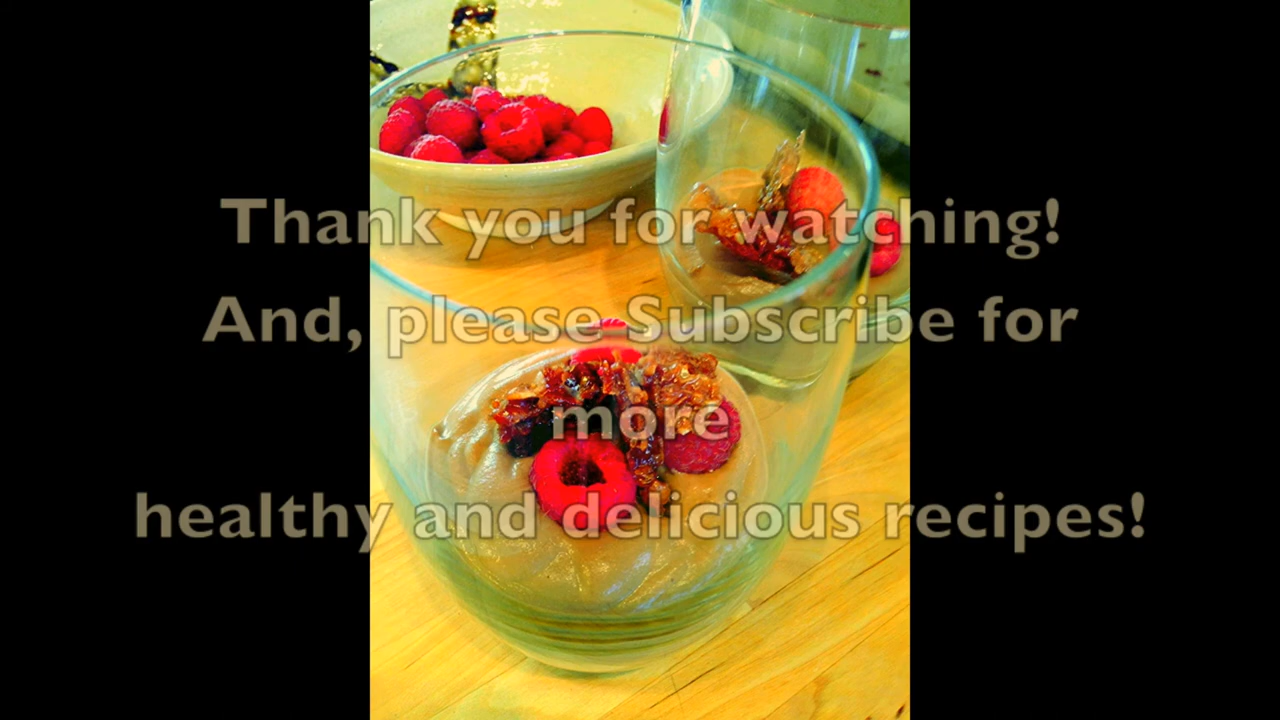 Thank you for watching!
And, please Subscribe for
more
healthy and delicious recipes!